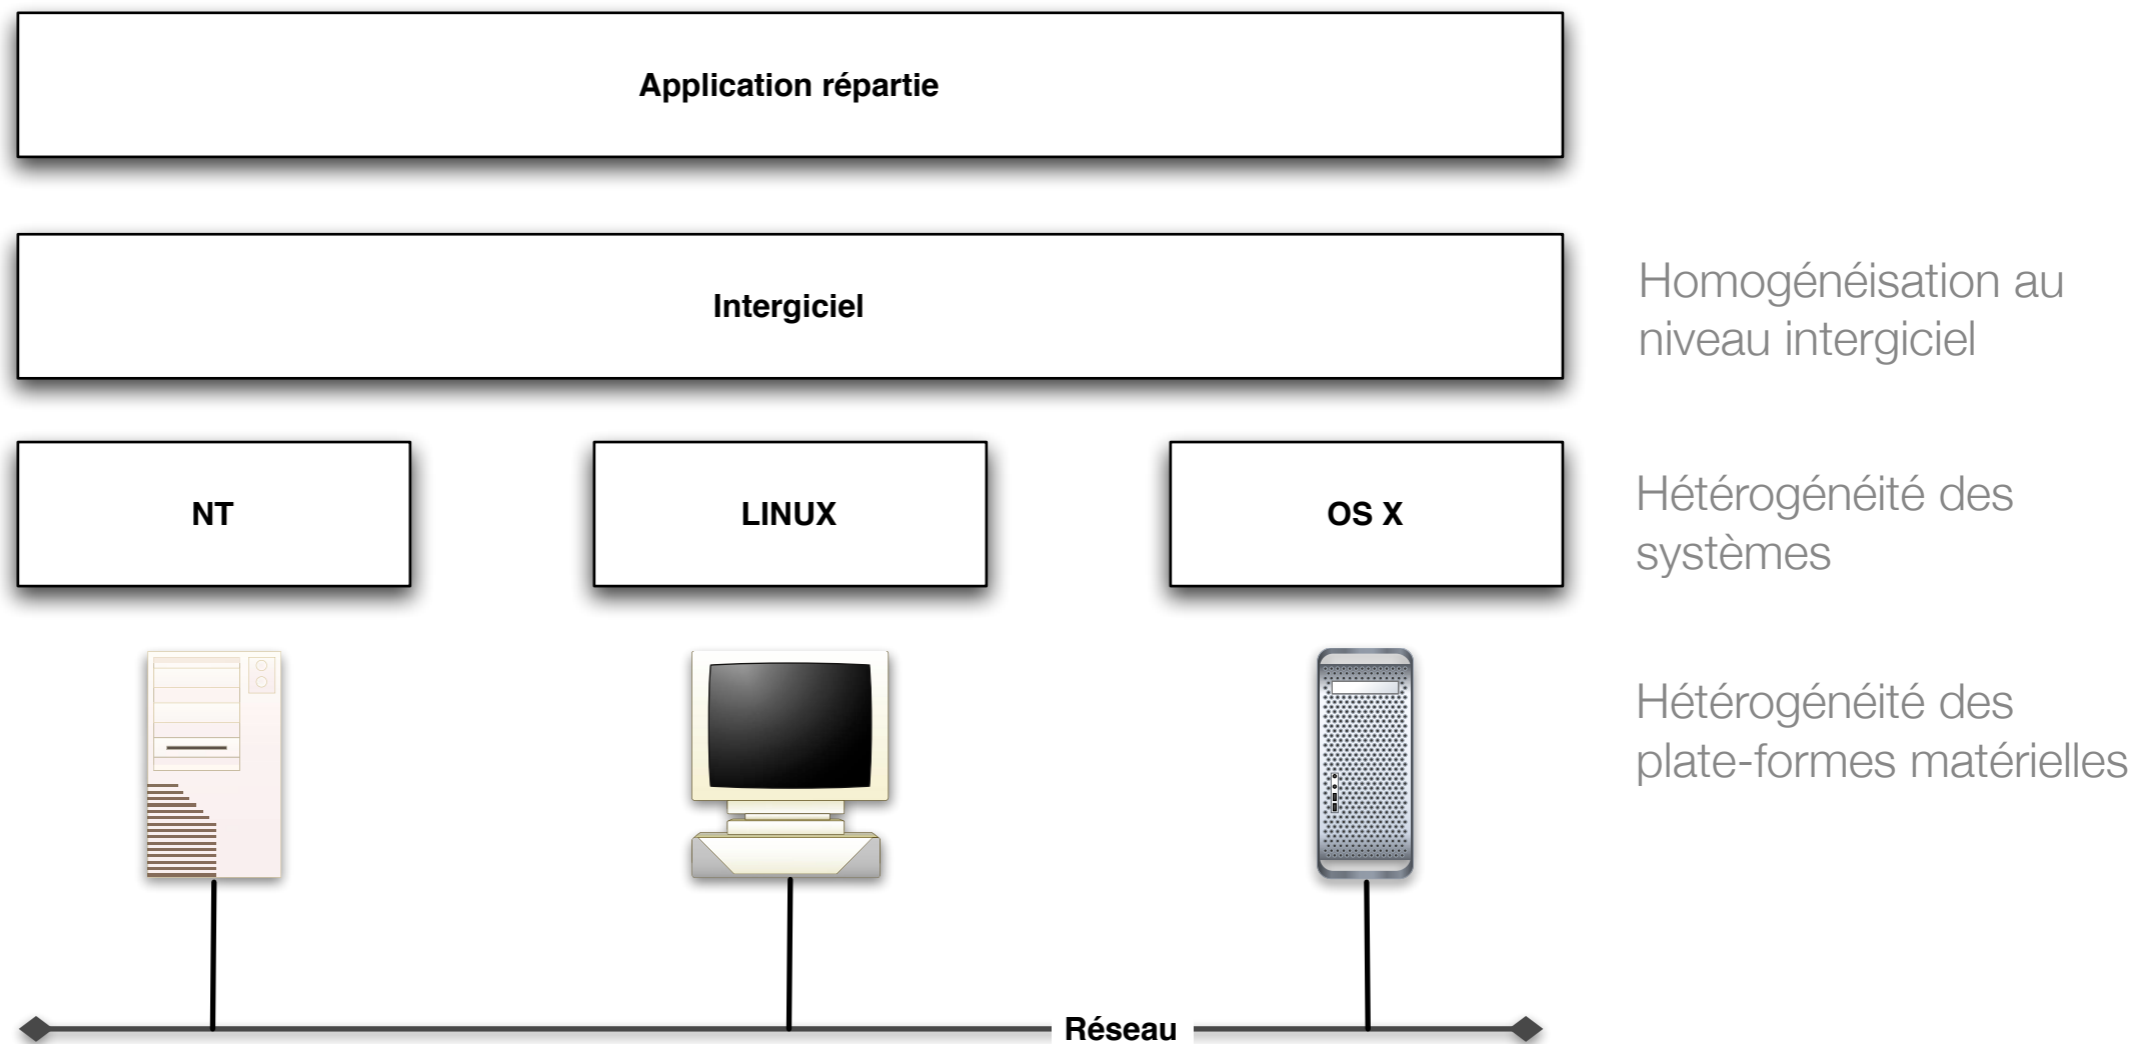 Application répartie
Intergiciel
Homogénéisation au
niveau intergiciel
NT
LINUX
OS X
Hétérogénéité des
systèmes
Hétérogénéité des
plate-formes matérielles
Réseau